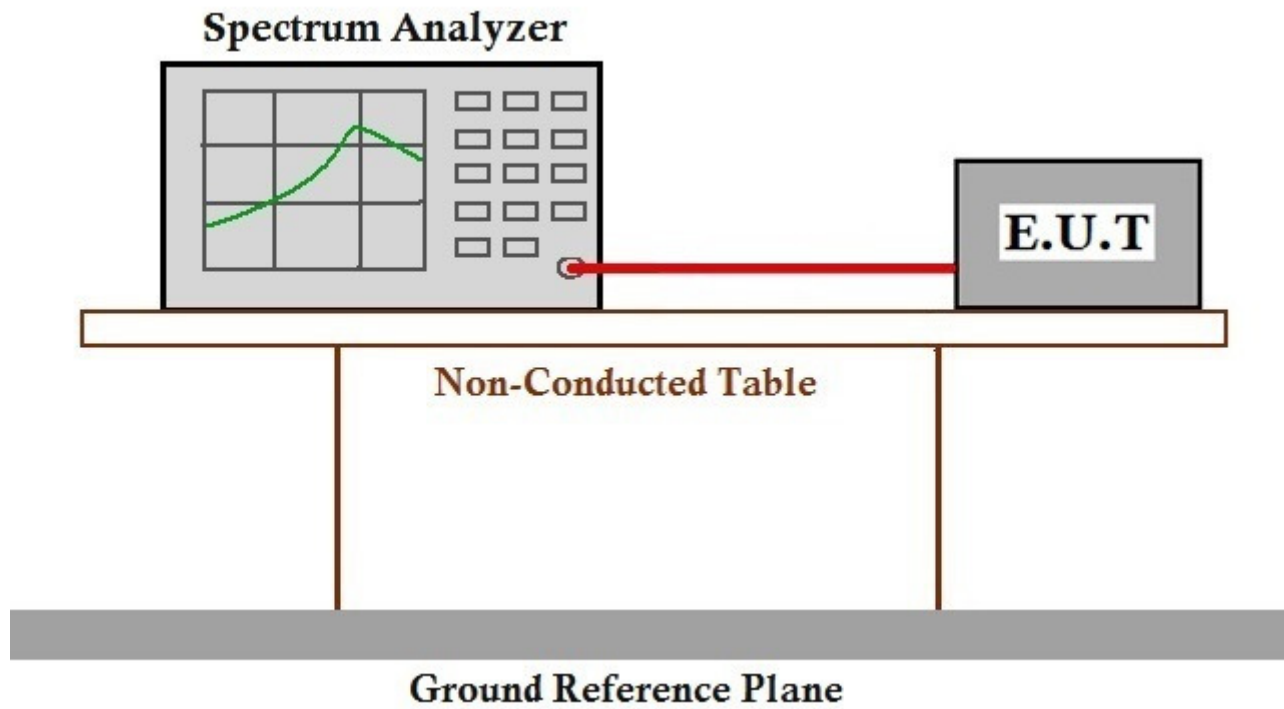 Spectrum Analyzer
E.U.T
Non-Conducted Table
Ground Reference Plane